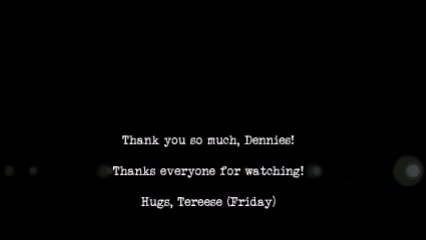 Thank you so much, Dennies!
Thanks everyone for watching!
Hugs, Tereese (Friday)